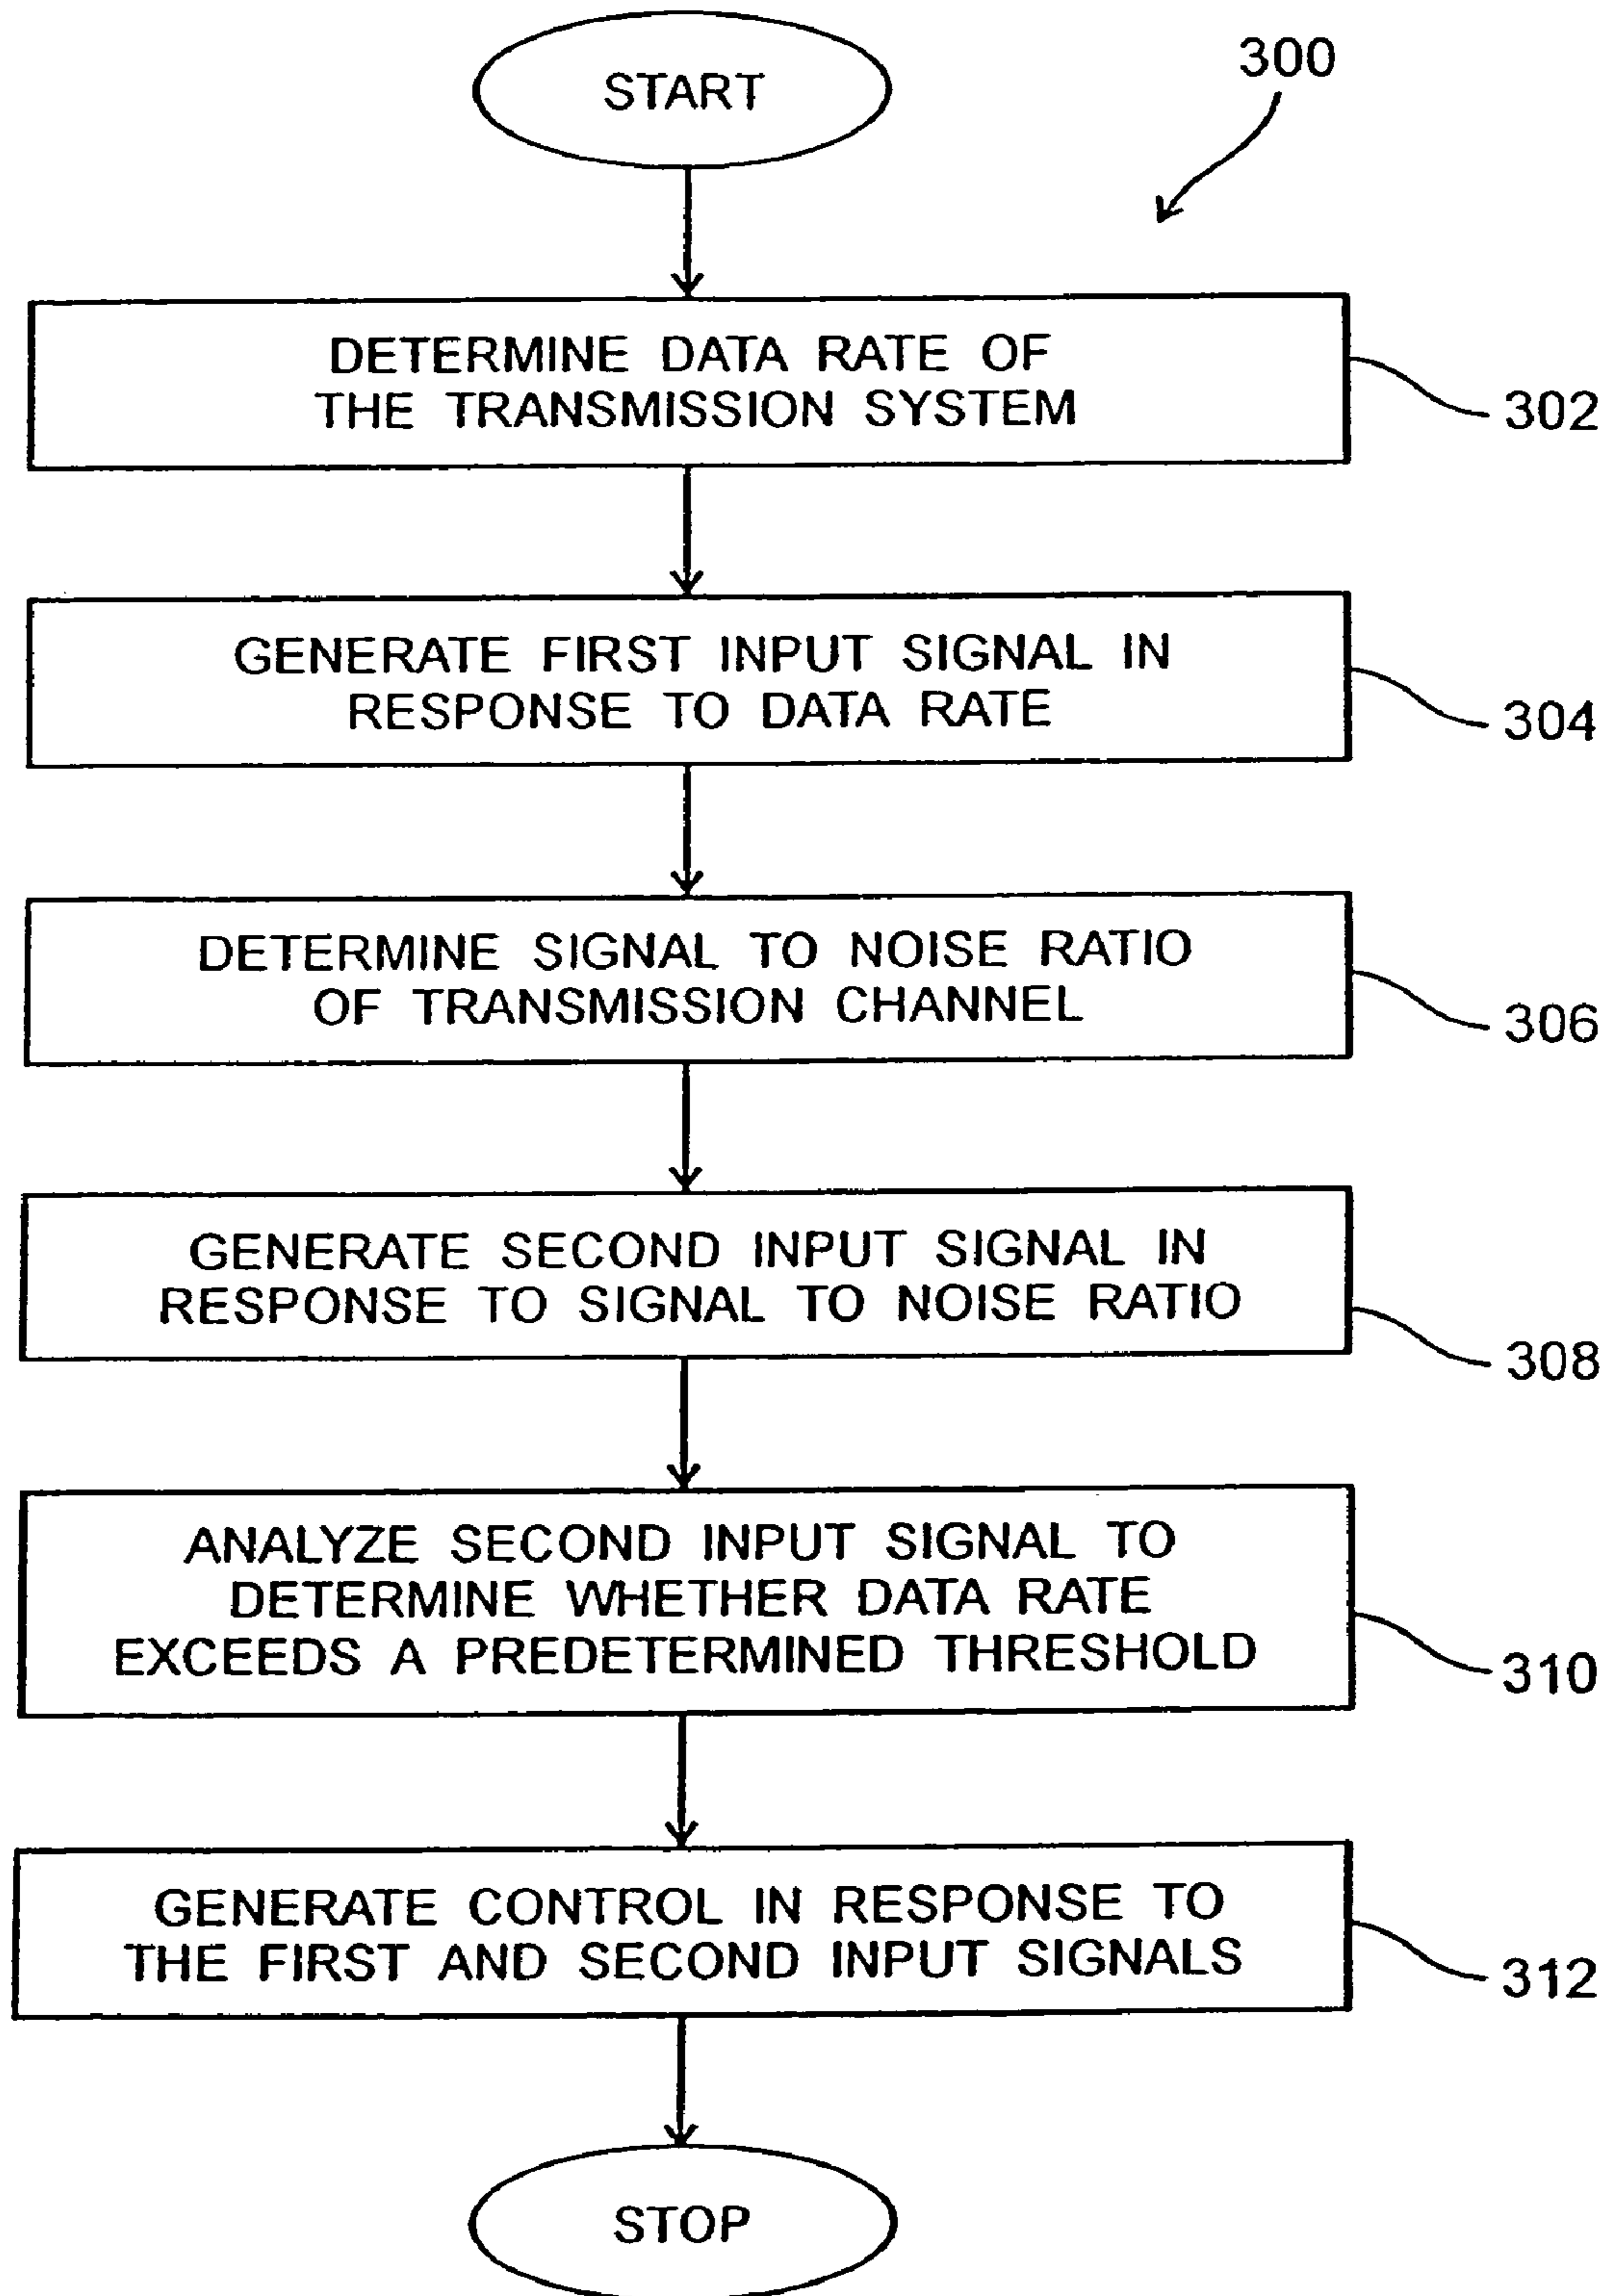 START
300
DETERMINE DATA RATE OF
THE TRANSMISSION SYSTEM
302
GENERATE FIRST INPUT SIGNAL IN
RESPONSE TO DATA RATE
304
DETERMINE SIGNAL TO NOISE RATIO
OF TRANSMISSION CHANNEL
306
GENERATE SECOND INPUT SIGNAL IN
RESPONSE TO SIGNAL TO NOISE RATIO
308
ANALYZE SECOND INPUT SIGNAL TO
DETERMINE WHETHER DATA RATE
EXCEEDS A PREDETERMINED THRESHOLD
310
GENERATE CONTROL IN RESPONSE TO
THE FIRST AND SECOND INPUT SIGNALS
312
STOP